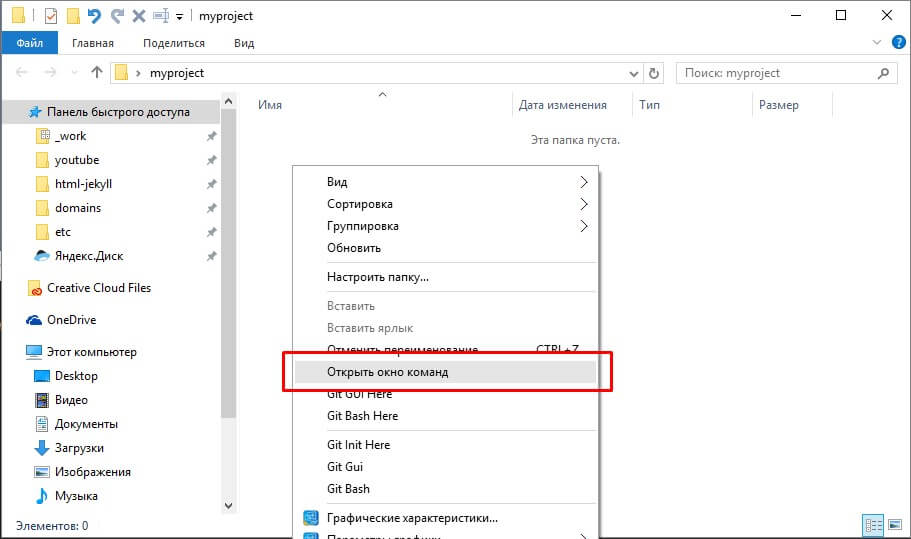 myproject
Файл Главная Поделиться Вид
myproject Поиск: myproject
Имя Дата изменения Тип Размер
Эта папка пуста.
Панель быстрого доступа
_work
youtube
html-jekyll
domains
etc
Яндекс.Диск
Creative Cloud Files
OneDrive
Этот компьютер
Desktop
Видео
Документы
Загрузки
Изображения
Музыка
Элементов: 0
Вид
Сортировка
Группировка
Обновить
Настроить папку...
Вставить
Вставить ярлык
Отменить переименование CTRL+Z
Открыть окно команд
Git GUI Here
Git Bash Here
Git Init Here
Git Gui
Git Bash
Графические характеристики...
Параметры графики